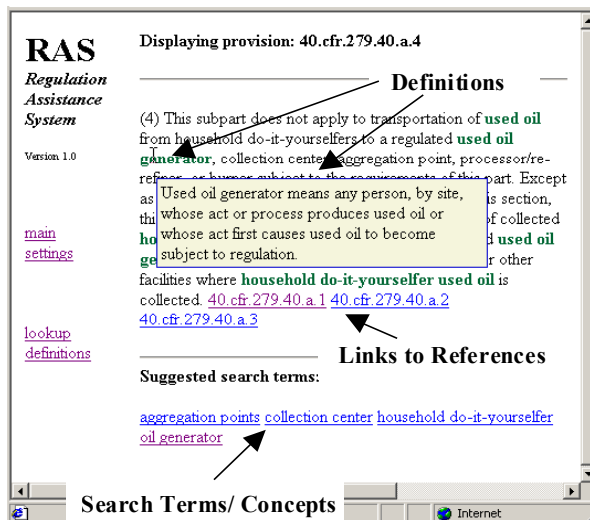 RAS
Regulation
Assistance
System
Version 1.0
main
settings
lookup
definitions
Displaying provision: 40.cfr.279.40.a.4
Definitions
(4) This subpart does not apply to transportation of used oil
from household do-it-yourselfers to a regulated used oil
generator, collection center, aggregation point, processor/re-
refiner, or burner subject to the requirements of this part. Except
as is section,
thi of collected
ho d used oil
ge r other
Used oil generator means any person, by site,
whose act or process produces used oil or
whose act first causes used oil to become
subject to regulation.
facilities where household do-it-yourselfer used oil is
collected. 40.cfr.279.40.a.1 40.cfr.279.40.a.2
40.cfr.279.40.a.3
Links to References
Suggested search terms:
aggregation points collection center household do-it-yourselfer
oil generator
Search Terms/ Concepts
Internet